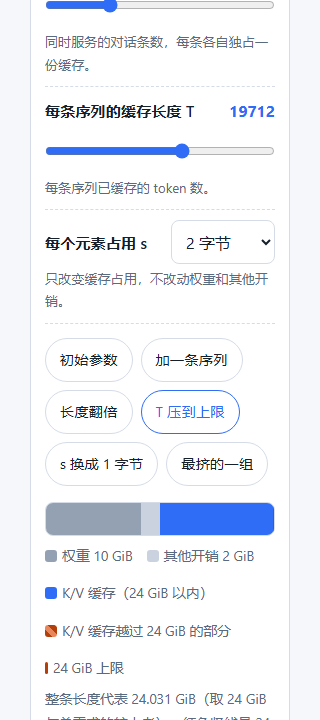 同时服务的对话条数，每条各自独占一
份缓存。
每条序列的缓存长度 T 19712
每条序列已缓存的 token 数。
每个元素占用 s 2 字节
只改变缓存占用，不改动权重和其他开
销。
初始参数 加一条序列
长度翻倍 T 压到上限
s 换成 1 字节 最挤的一组
权重 10 GiB 其他开销 2 GiB
K/V 缓存（24 GiB 以内）
K/V 缓存越过 24 GiB 的部分
24 GiB 上限
整条长度代表 24.031 GiB（取 24 GiB